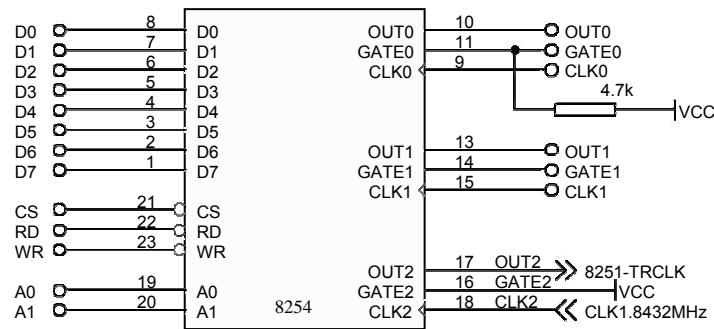 D0 8 D0 OUT0 10 OUT0
D1 7 D1 GATE0 11 GATE0
D2 6 D2 CLK0 9 CLK0
D3 5 D3
D4 4 D4 4.7k VCC
D5 3 D5
D6 2 D6 OUT1 13 OUT1
D7 1 D7 GATE1 14 GATE1
CLK1 15 CLK1
CS 21 CS
RD 22 RD
WR 23 WR
OUT2 17 OUT2 8251-TRCLK
A0 19 A0 GATE2 16 GATE2 VCC
A1 20 A1 8254 CLK2 18 CLK2 CLK1.8432MHz